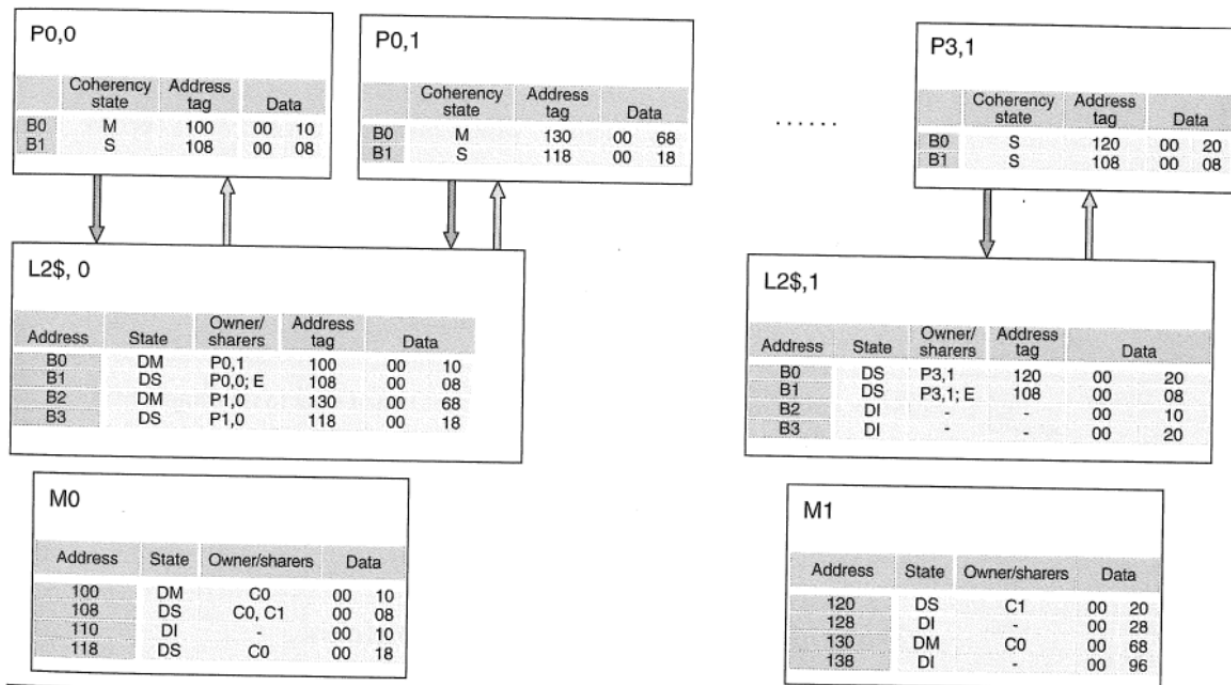 P0,0
Coherency state Address tag Data
B0 M 100 00 10
B1 S 108 00 08
P0,1
Coherency state Address tag Data
B0 M 130 00 68
B1 S 118 00 18
......
P3,1
Coherency state Address tag Data
B0 S 120 00 20
B1 S 108 00 08
L2$, 0
Address State Owner/ sharers Address tag Data
B0 DM P0,1 100 00 10
B1 DS P0,0; E 108 00 08
B2 DM P1,0 130 00 68
B3 DS P1,0 118 00 18
L2$,1
Address State Owner/ sharers Address tag Data
B0 DS P3,1 120 00 20
B1 DS P3,1; E 108 00 08
B2 DI - - 00 10
B3 DI - - 00 20
M0
Address State Owner/sharers Data
100 DM C0 00 10
108 DS C0, C1 00 08
110 DI - 00 10
118 DS C0 00 18
M1
Address State Owner/sharers Data
120 DS C1 00 20
128 DI - 00 28
130 DM C0 00 68
138 DI - 00 96